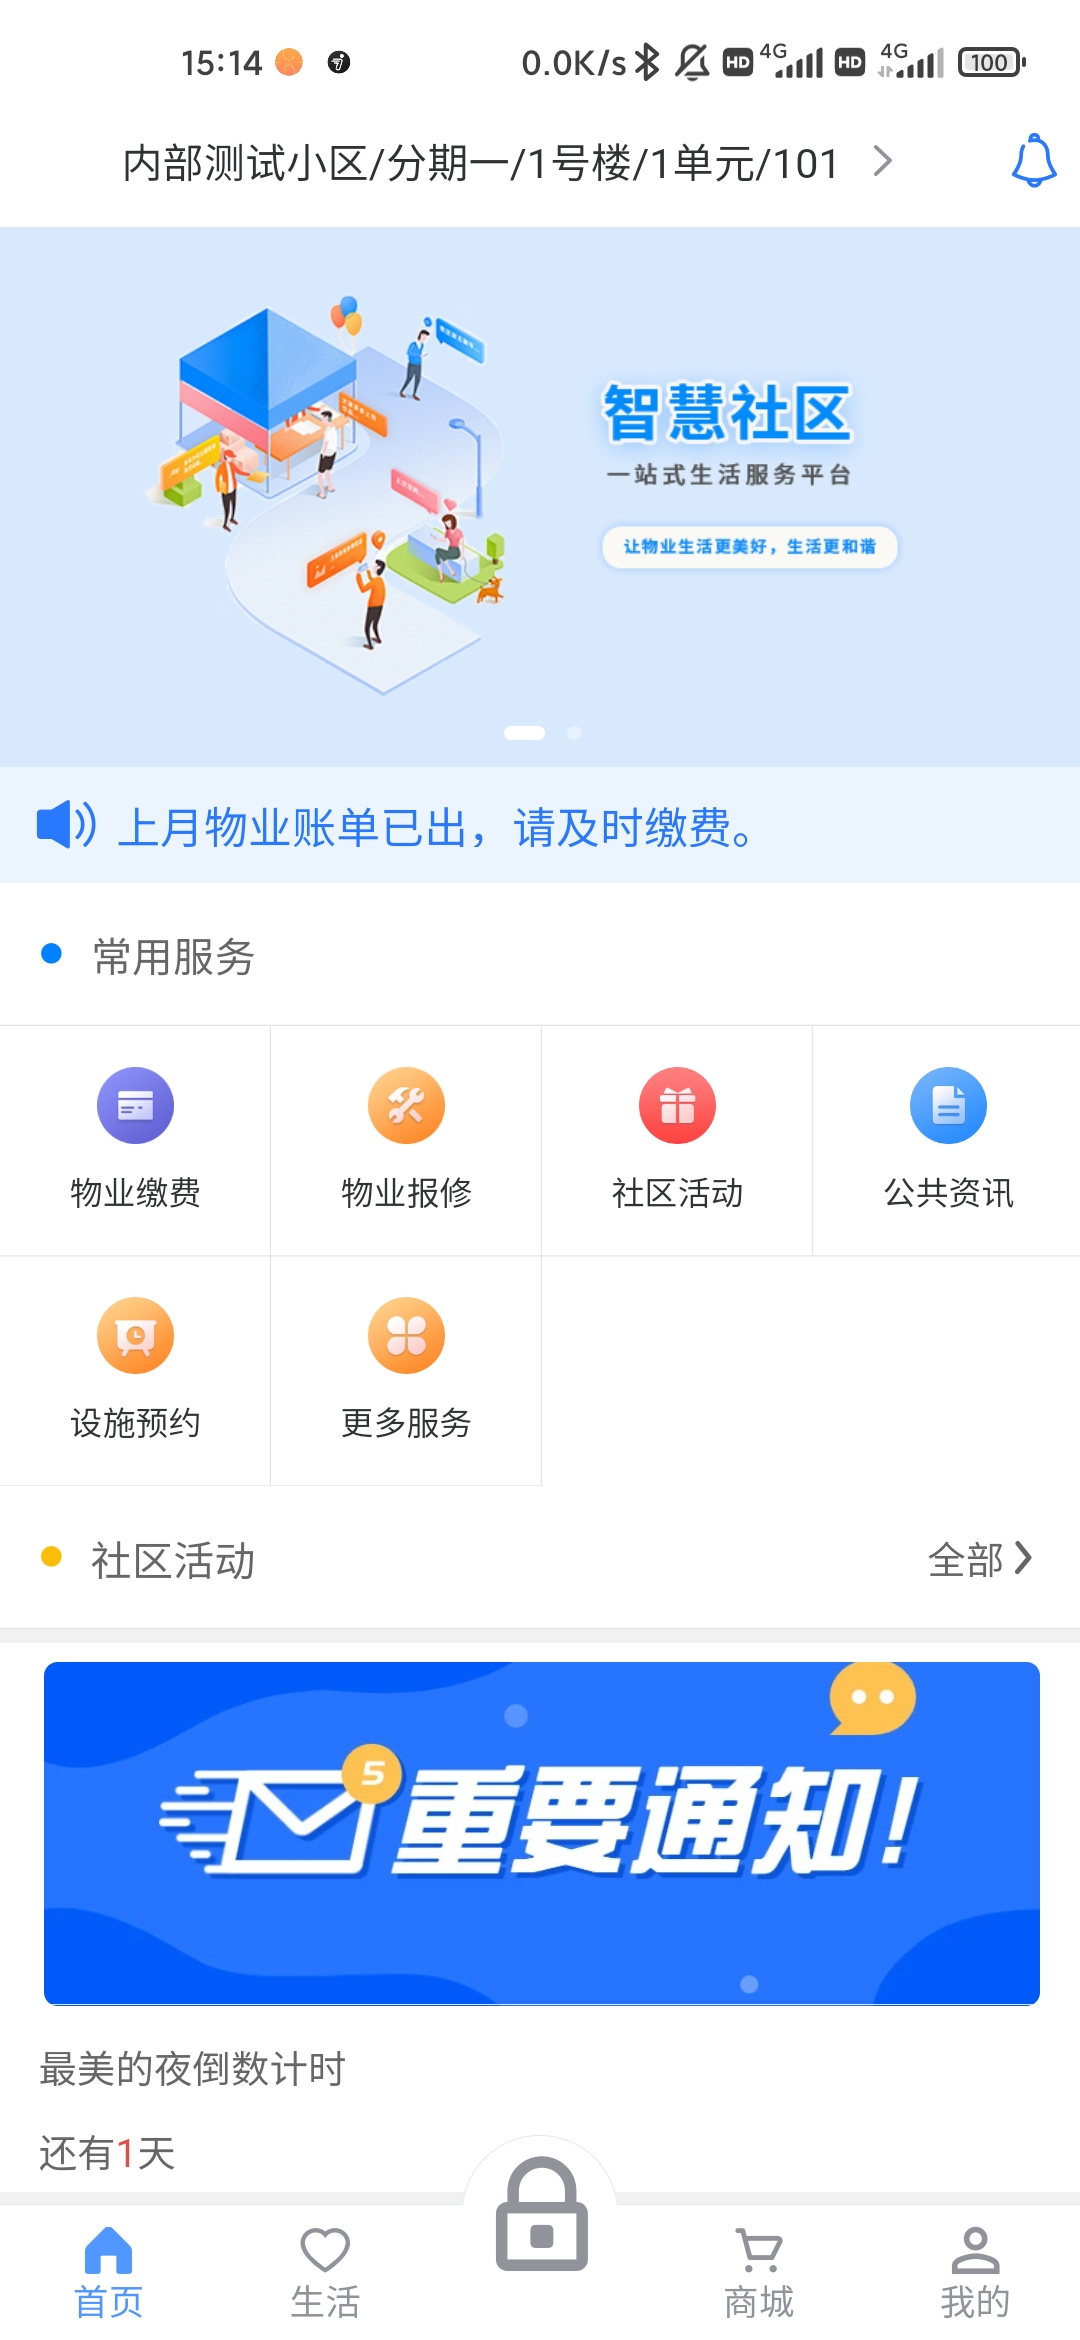 15:14 0.0K/s HD 4G HD 4G 100
内部测试小区/分期一/1号楼/1单元/101
智慧社区
一站式生活服务平台
让物业生活更美好，生活更和谐
上月物业账单已出，请及时缴费。
常用服务
物业缴费 物业报修 社区活动 公共资讯
设施预约 更多服务
社区活动 全部
5
重要通知!
最美的夜倒数计时
还有1天
首页 生活 商城 我的